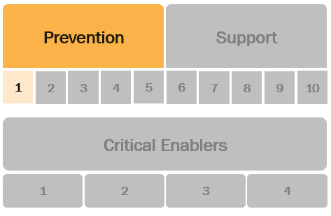 Prevention Support
1 2 3 4 5 6 7 8 9 10
Critical Enablers
1 2 3 4